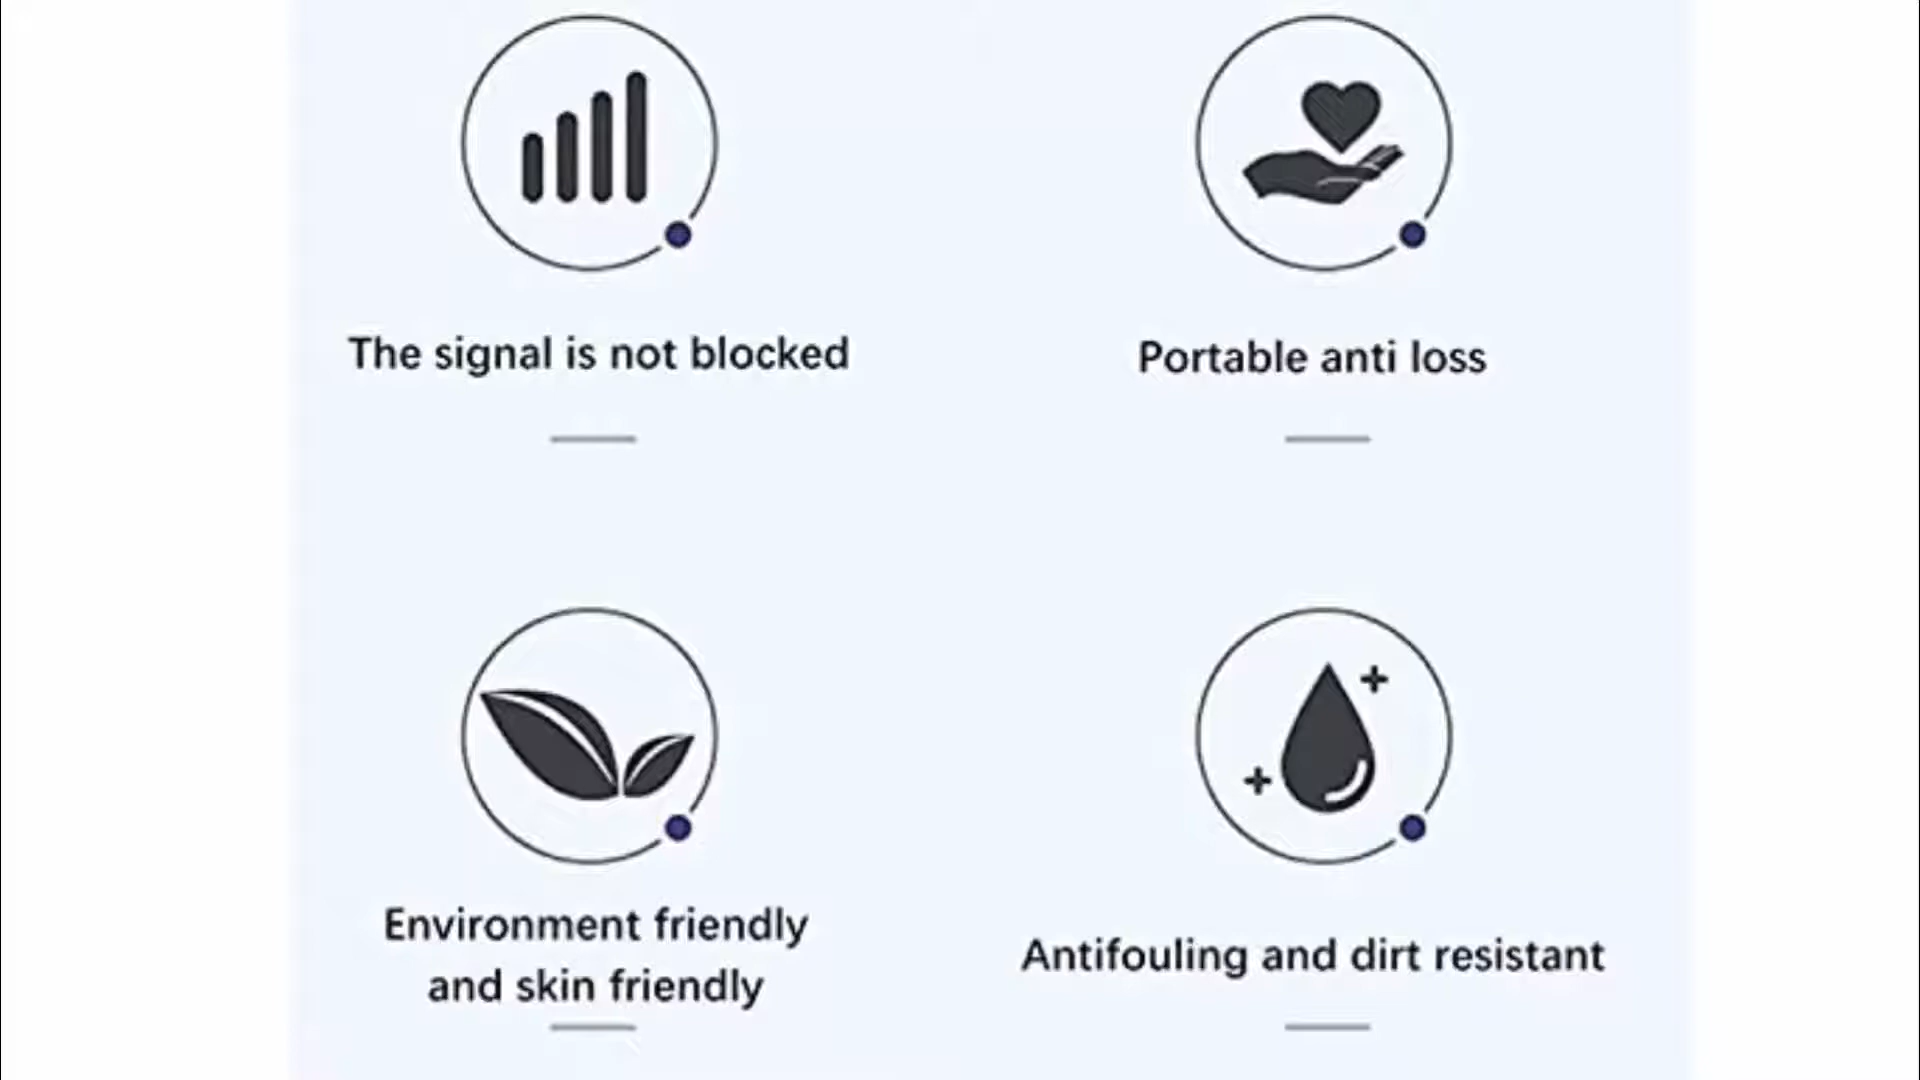 The signal is not blocked
Portable anti loss
Environment friendly
and skin friendly
Antifouling and dirt resistant